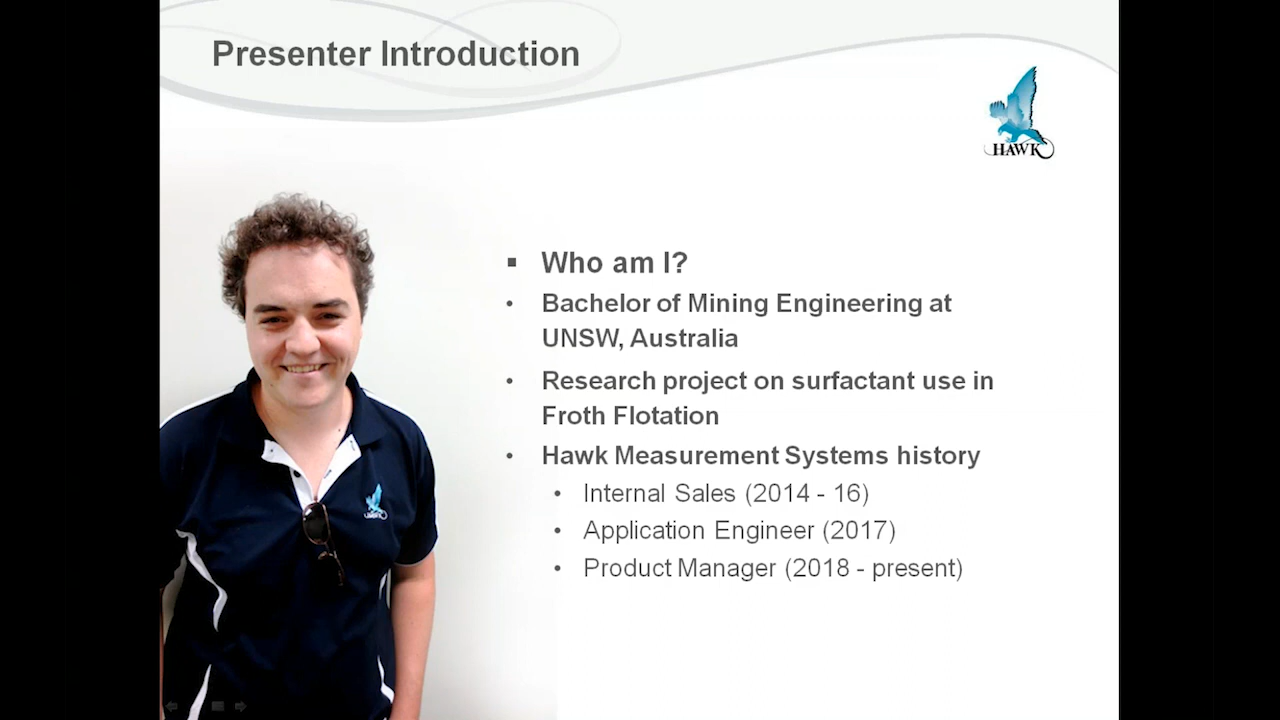 Presenter Introduction
HAWK
▪ Who am I?
• Bachelor of Mining Engineering at
UNSW, Australia
• Research project on surfactant use in
Froth Flotation
• Hawk Measurement Systems history
• Internal Sales (2014 - 16)
• Application Engineer (2017)
• Product Manager (2018 - present)